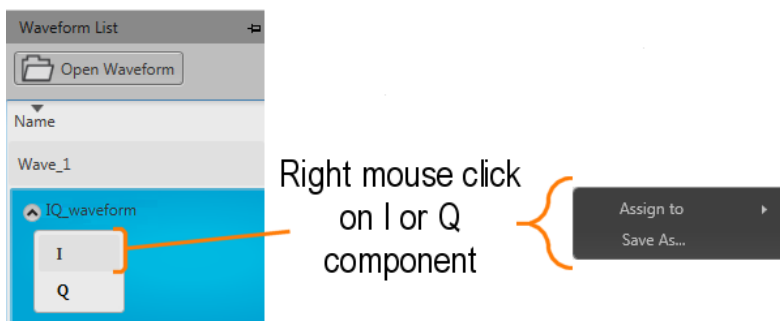 Waveform List
Open Waveform
Name
Wave_1
IQ_waveform
I
Q
Right mouse click
on I or Q
component
Assign to
Save As...